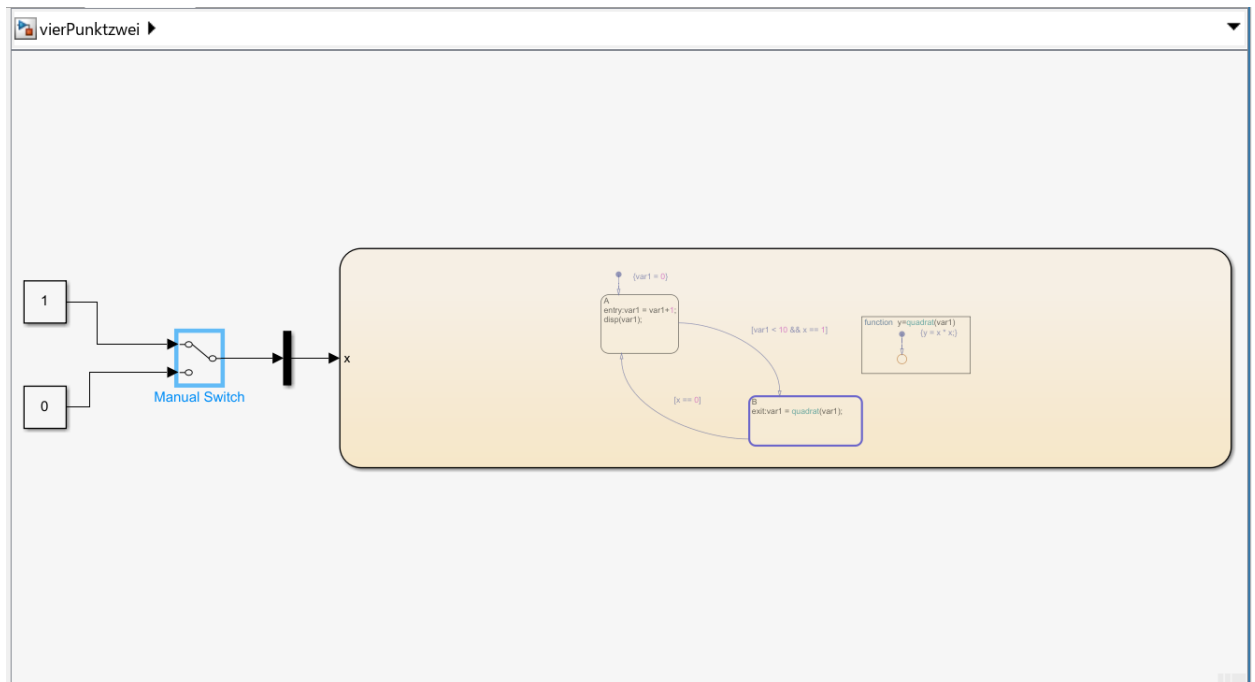 vierPunktzwei
1
0
Manual Switch
x
{var1 = 0}
A
entry:var1 = var1+1;
disp(var1);
[var1 < 10 && x == 1]
[x == 0]
B
exit:var1 = quadrat(var1);
function y=quadrat(var1)
{y = x * x;}